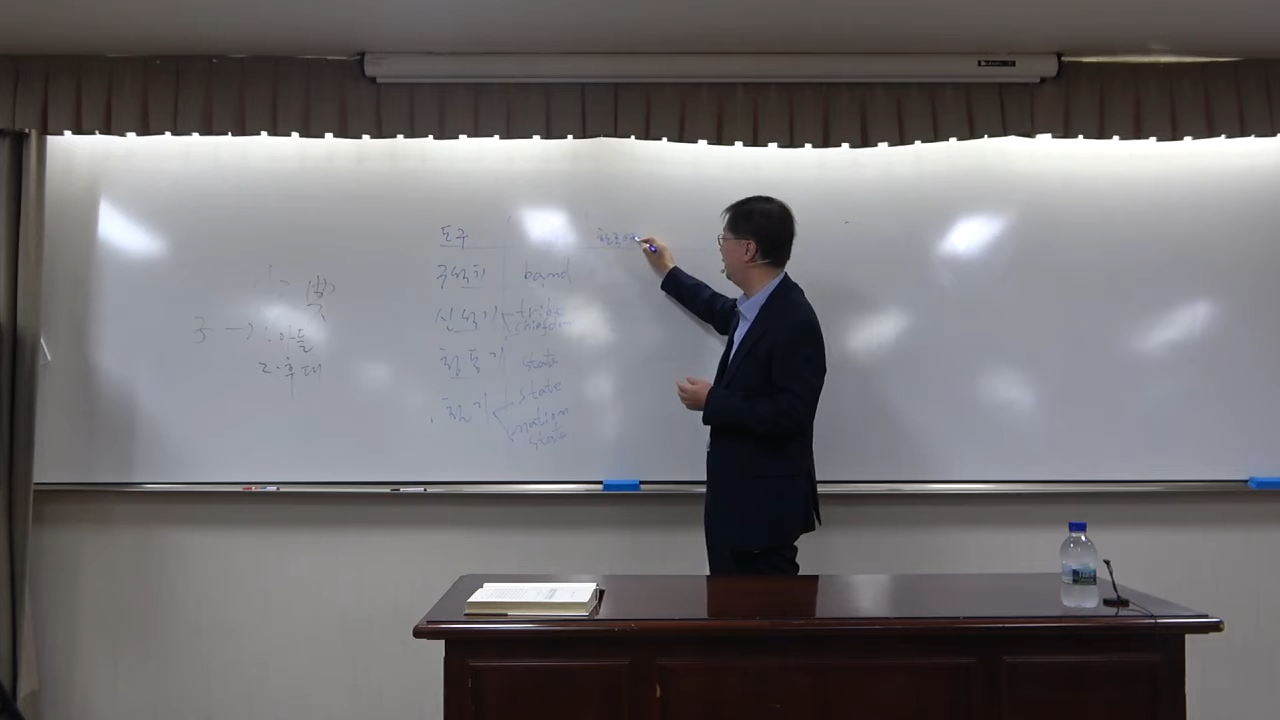 도구
구석기 band
신석기 tribe
chiefdom
청동기 state
철기 state
nation
state
1. 아들
2. 후대